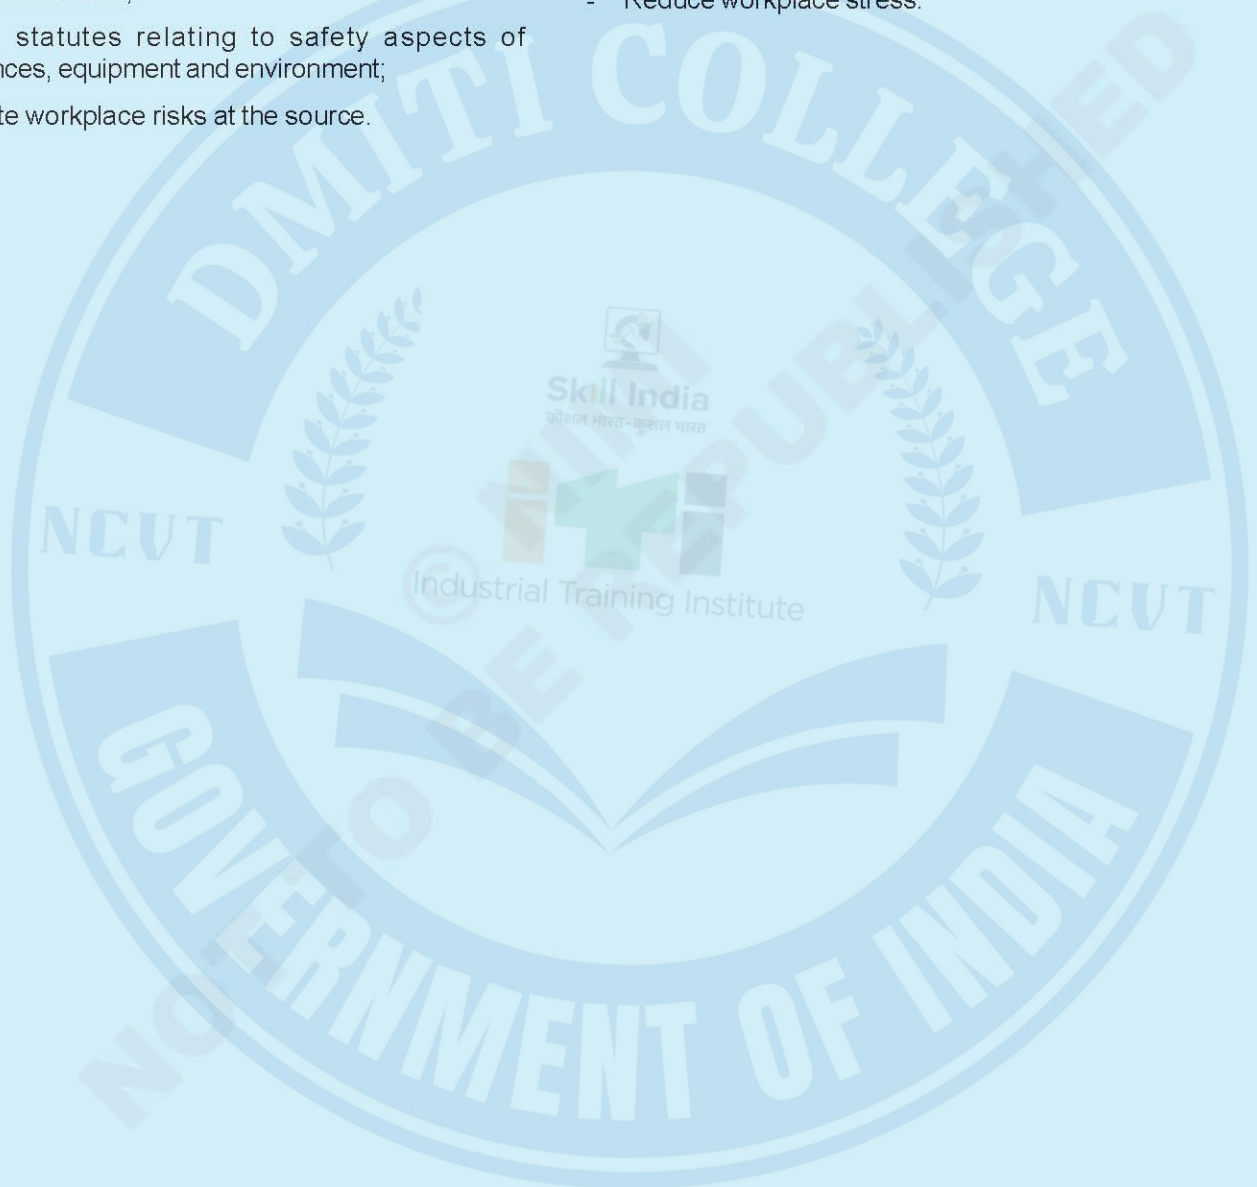 statutes relating to safety aspects of
nces, equipment and environment;
te workplace risks at the source.
- Reduce workplace stress.
DMITI COLLEGE
Skill India
कौशल भारत-कुशल भारत
NCVT
Industrial Training Institute
NCVT
GOVERNMENT OF INDIA
© NIMI
NOT TO BE REPUBLISHED